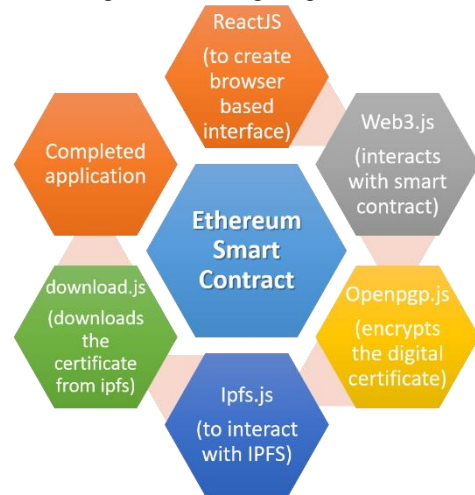 ReactJS
(to create
browser
based
interface)
Web3.js
(interacts
with smart
contract)
Completed
application
Ethereum
Smart
Contract
Openpgp.js
(encrypts
the digital
certificate)
download.js
(downloads
the
certificate
from ipfs)
Ipfs.js
(to interact
with IPFS)